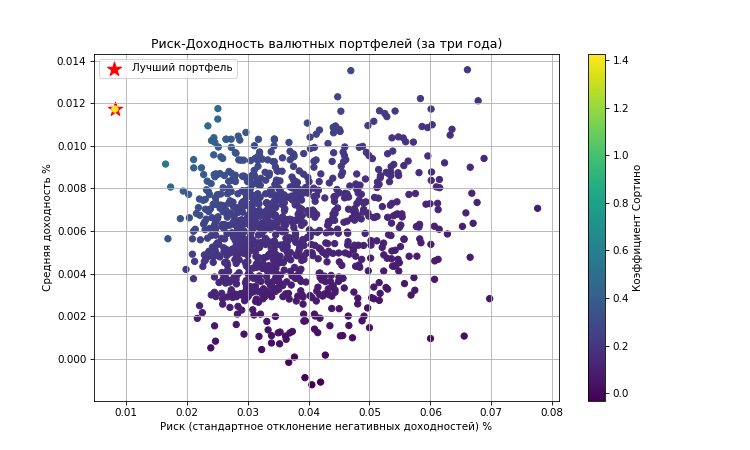 Риск-Доходность валютных портфелей (за три года)
Лучший портфель
0.014
0.012
0.010
0.008
0.006
0.004
0.002
0.000
Средняя доходность %
0.01 0.02 0.03 0.04 0.05 0.06 0.07 0.08
Риск (стандартное отклонение негативных доходностей) %
1.4
1.2
1.0
0.8
0.6
0.4
0.2
0.0
Коэффициент Сортино